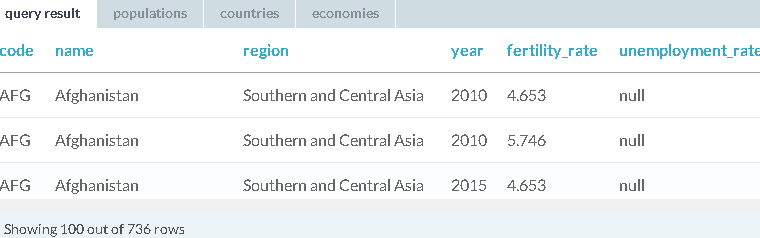 query result populations countries economies
code name region year fertility_rate unemployment_rate
AFG Afghanistan Southern and Central Asia 2010 4.653 null
AFG Afghanistan Southern and Central Asia 2010 5.746 null
AFG Afghanistan Southern and Central Asia 2015 4.653 null
Showing 100 out of 736 rows